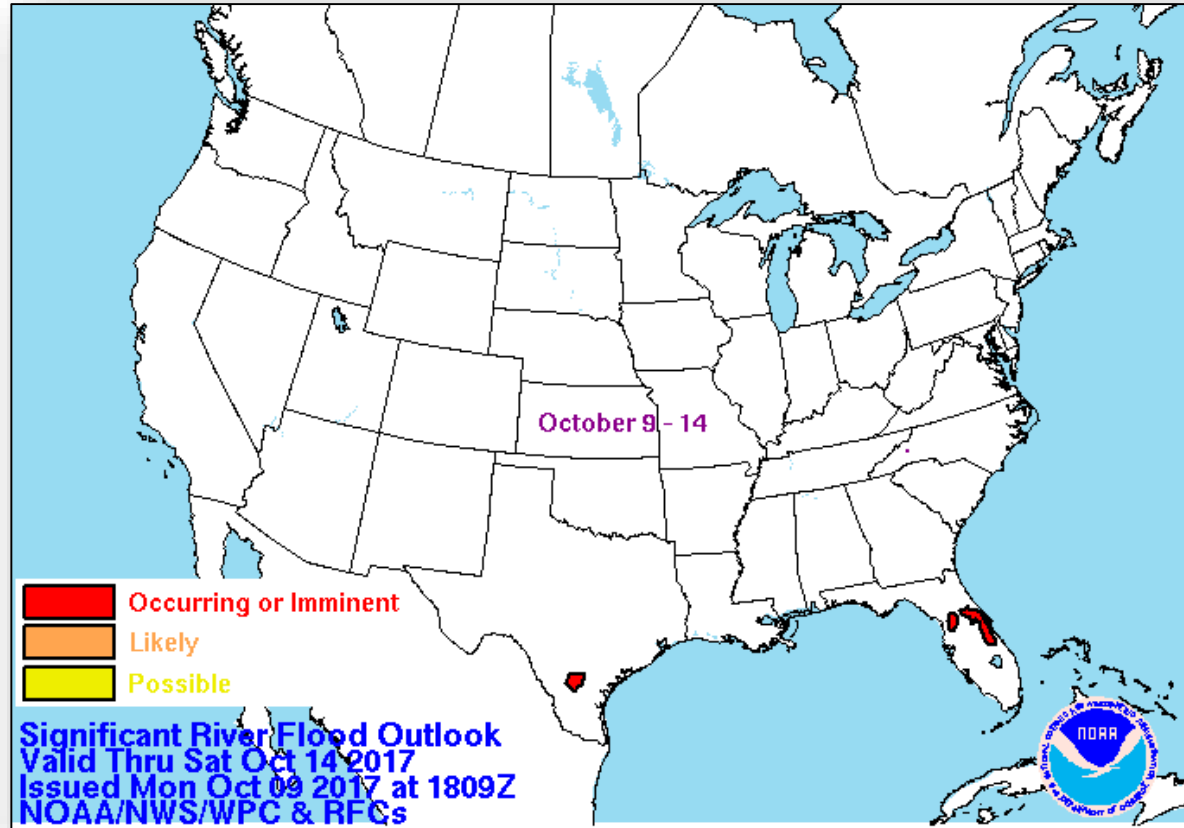 October 9 - 14
Occurring or Imminent
Likely
Possible
Significant River Flood Outlook
Valid Thru Sat Oct 14 2017
Issued Mon Oct 09 2017 at 1809Z
NOAA/NWS/WPC & RFCs
NOAA